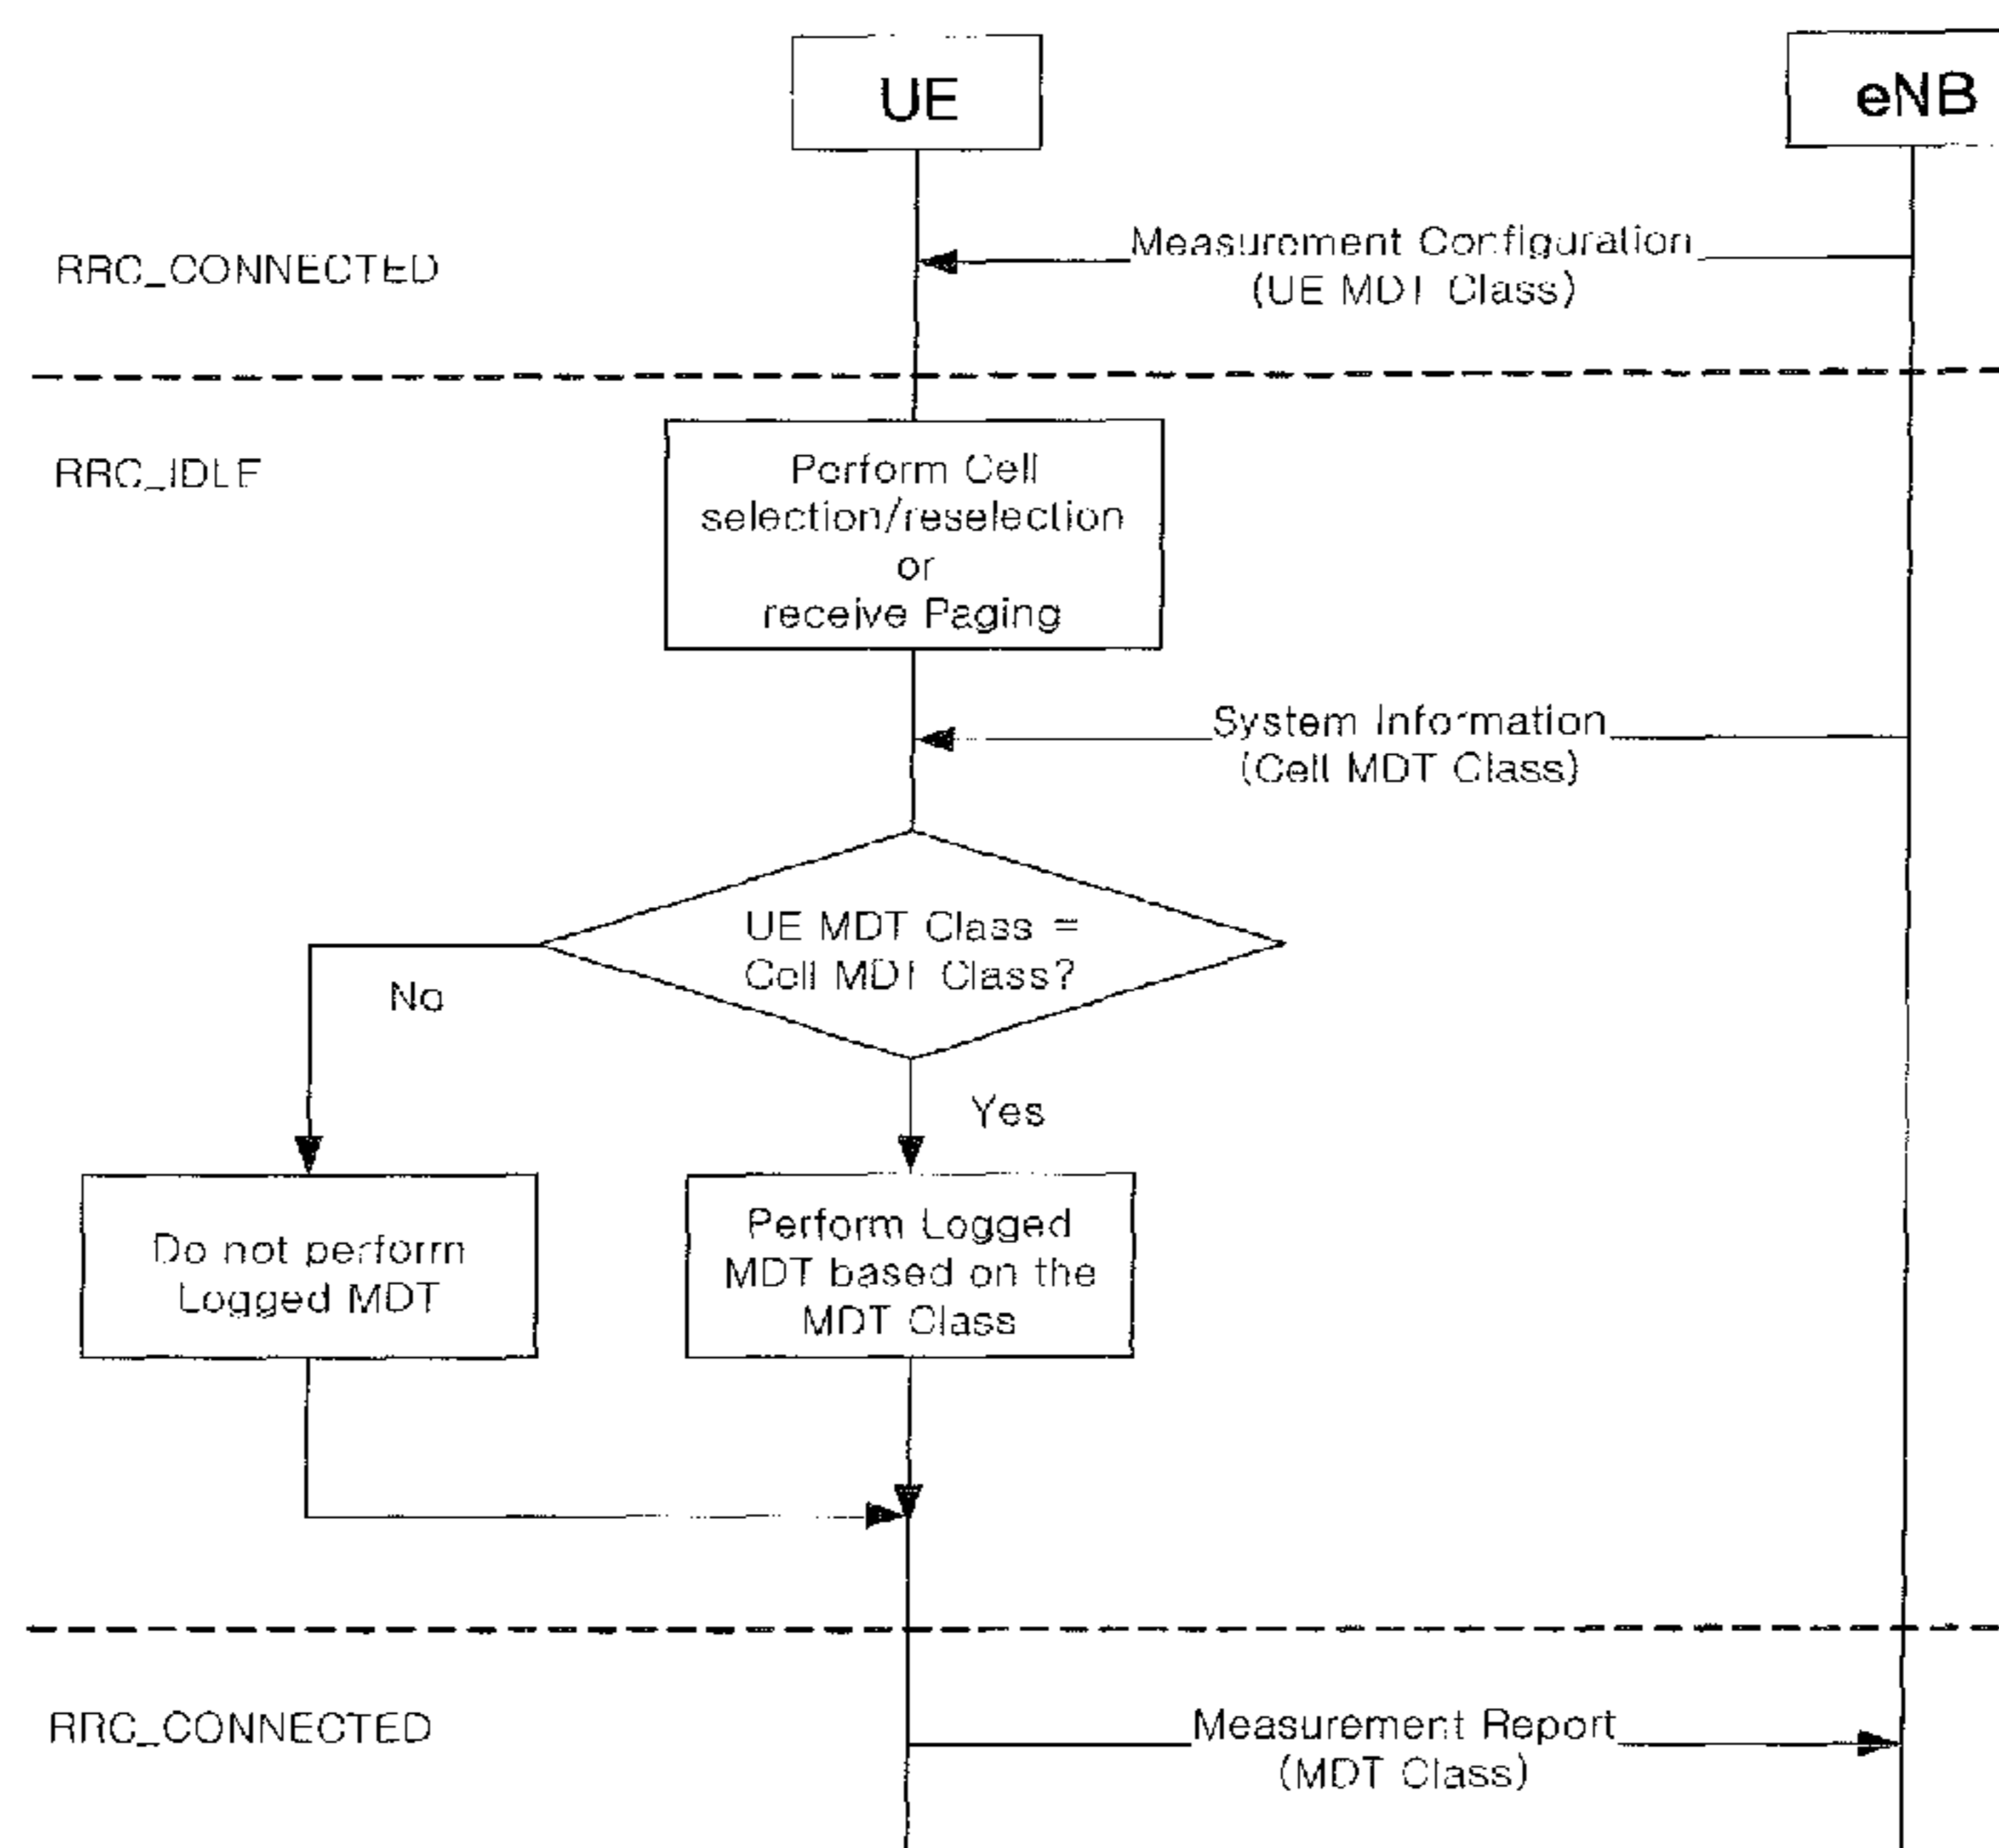 UE
eNB
Measurement Configuration
(UE MDT Class)
RRC_CONNECTED
RRC_IDLE
Perform Cell
selection/reselection
or
receive Paging
System Information
(Cell MDT Class)
UE MDT Class =
Cell MDT Class?
No
Yes
Do not perform
Logged MDT
Perform Logged
MDT based on the
MDT Class
RRC_CONNECTED
Measurement Report
(MDT Class)